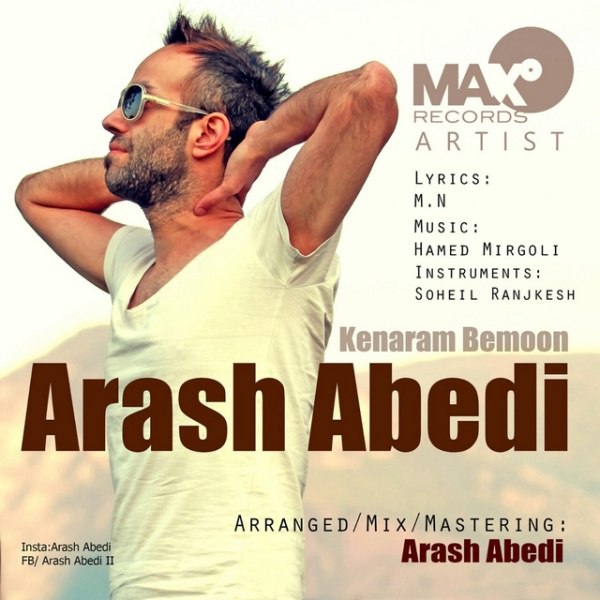 MAX
RECORDS
ARTIST
LYRICS:
M.N
MUSIC:
HAMED MIRGOLI
INSTRUMENTS:
SOHEIL RANJKESH
Kenaram Bemoon
Arash Abedi
ARRANGED/MIX/MASTERING:
Arash Abedi
Insta:Arash Abedi
FB/ Arash Abedi II